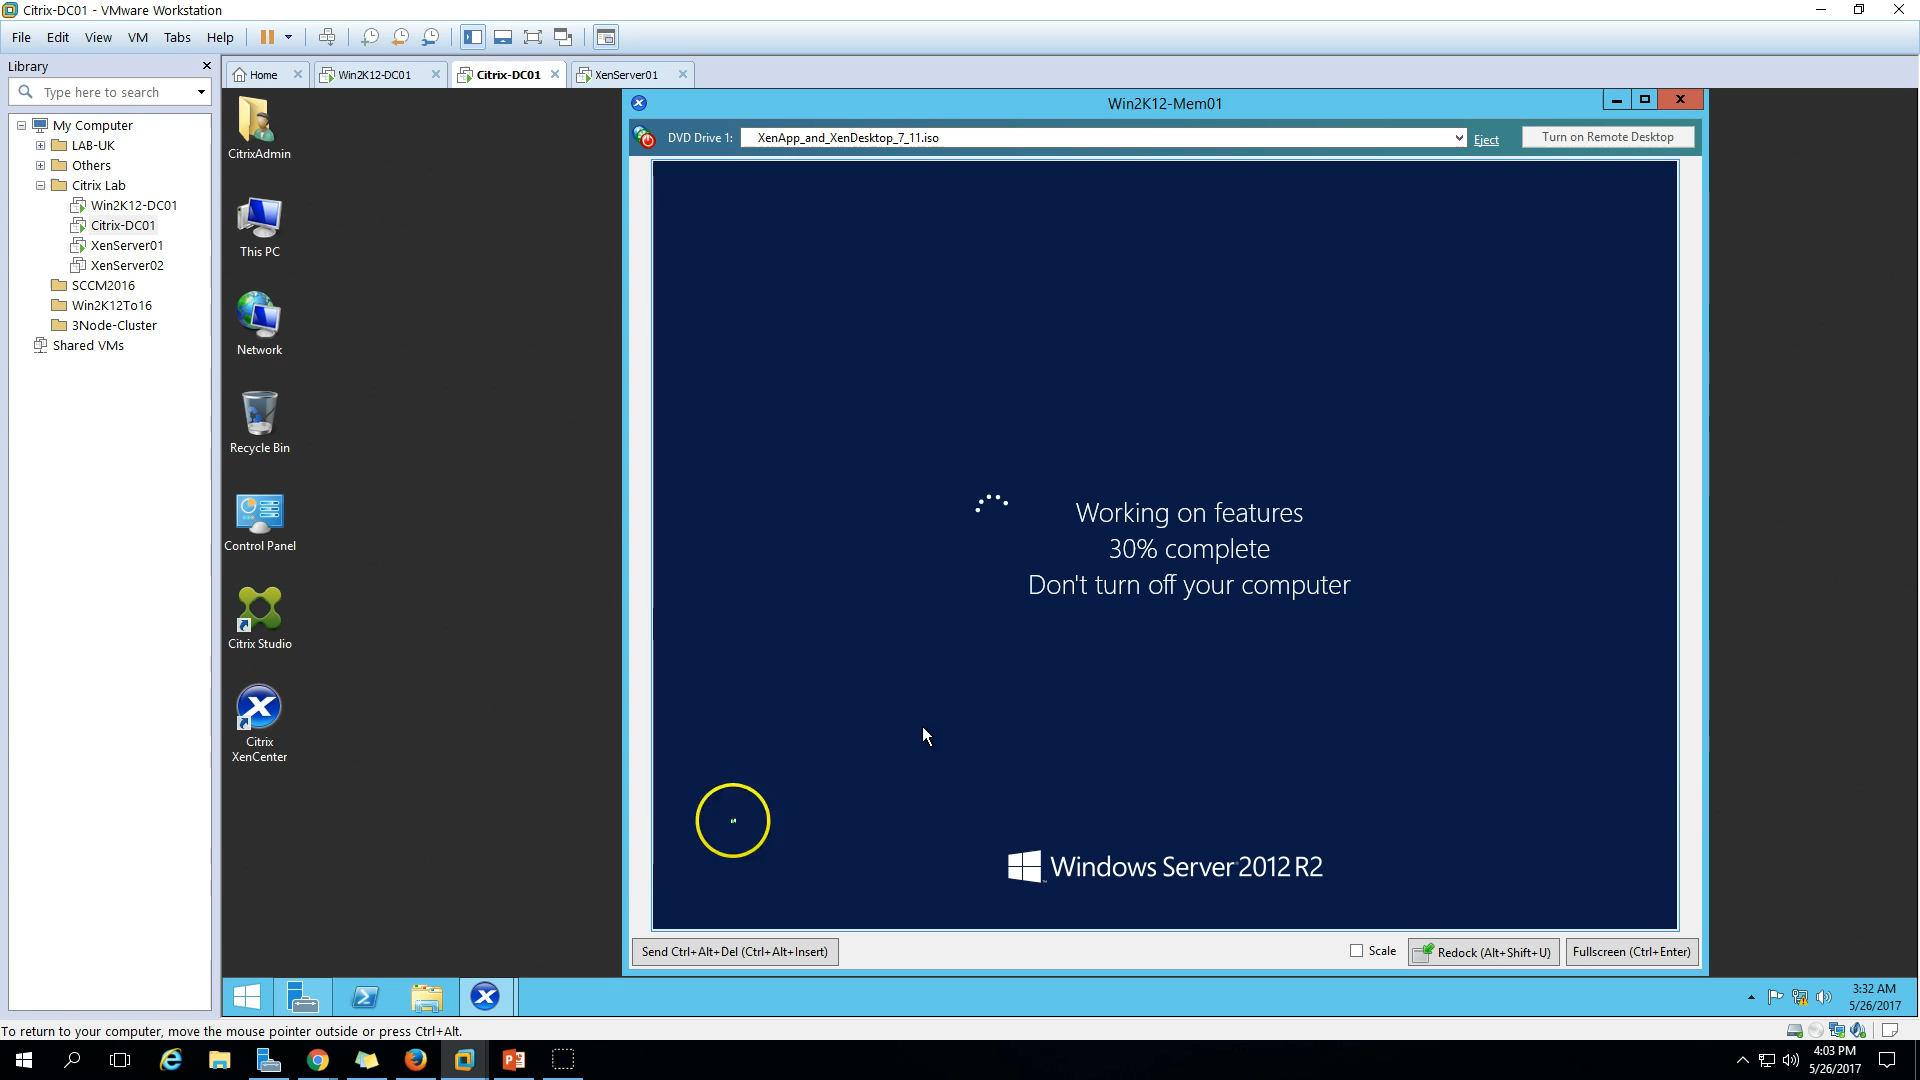 Citrix-DC01 - VMware Workstation
File Edit View VM Tabs Help
Library
Home
Win2K12-DC01
Citrix-DC01
XenServer01
Type here to search
My Computer
LAB-UK
Others
Citrix Lab
Win2K12-DC01
Citrix-DC01
XenServer01
XenServer02
SCCM2016
Win2K12To16
3Node-Cluster
Shared VMs
CitrixAdmin
This PC
Network
Recycle Bin
Control Panel
Citrix Studio
Citrix
XenCenter
Win2K12-Mem01
DVD Drive 1:
XenApp_and_XenDesktop_7_11.iso
Eject
Turn on Remote Desktop
Working on features
30% complete
Don't turn off your computer
Windows Server 2012 R2
Send Ctrl+Alt+Del (Ctrl+Alt+Insert)
Scale
Redock (Alt+Shift+U)
Fullscreen (Ctrl+Enter)
3:32 AM
5/26/2017
To return to your computer, move the mouse pointer outside or press Ctrl+Alt.
4:03 PM
5/26/2017